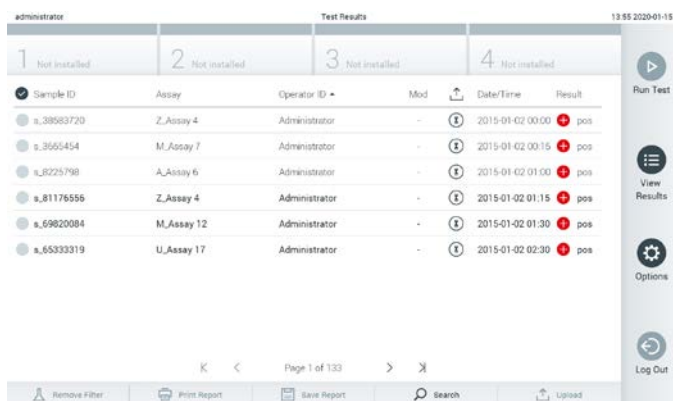 administrator Test Results 13:55 2020-01-15
1 Not installed 2 Not installed 3 Not installed 4 Not installed
Run Test
Sample ID Assay Operator ID Mod Date/Time Result
s_38683720 Z_Assay 4 Administrator - 2015-01-02 00:00 pos
s_3665454 M_Assay 7 Administrator - 2015-01-02 00:15 pos
s_8225798 A_Assay 6 Administrator - 2015-01-02 01:00 pos
View
Results
s_81176556 Z_Assay 4 Administrator - 2015-01-02 01:15 pos
s_69820084 M_Assay 12 Administrator - 2015-01-02 01:30 pos
s_65333319 U_Assay 17 Administrator - 2015-01-02 02:30 pos
Options
Page 1 of 133
Log Out
Remove Filter Print Report Save Report Search Upload